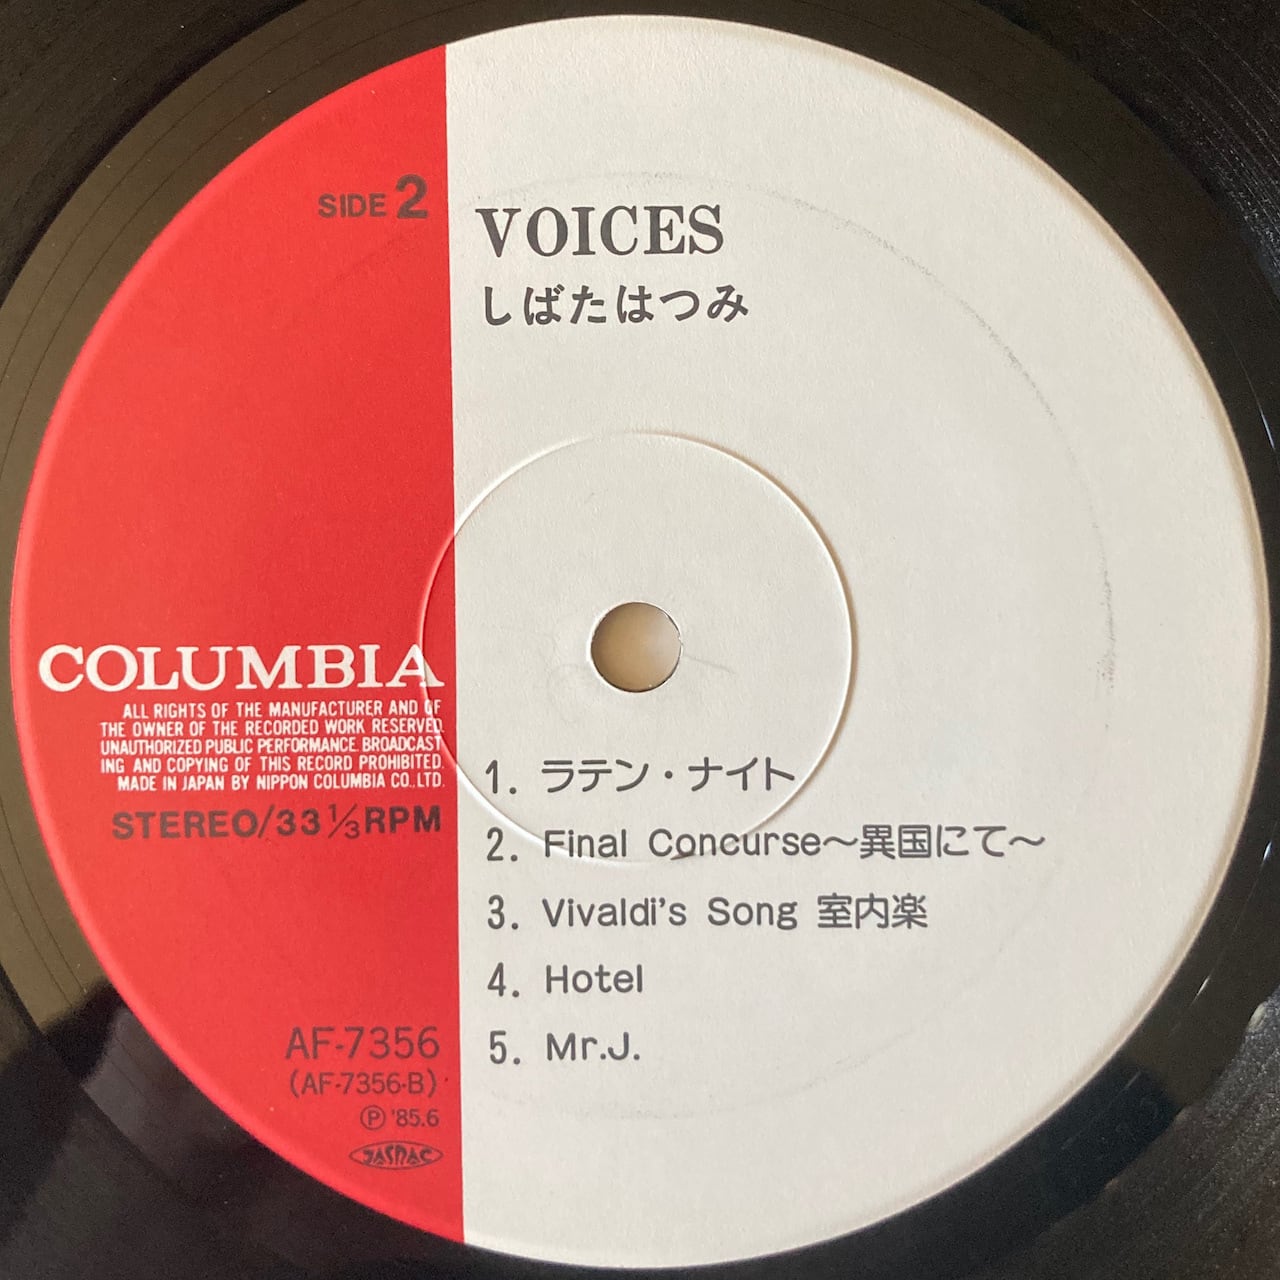 SIDE 2
VOICES
しばたはつみ
COLUMBIA
ALL RIGHTS OF THE MANUFACTURER AND OF
THE OWNER OF THE RECORDED WORK RESERVED.
UNAUTHORIZED PUBLIC PERFORMANCE. BROADCAST
ING AND COPYING OF THIS RECORD PROHIBITED.
MADE IN JAPAN BY NIPPON COLUMBIA CO., LTD.
STEREO/33 1/3 RPM
1. ラテン・ナイト
2. Final Concurse〜異国にて〜
3. Vivaldi's Song 室内楽
4. Hotel
5. Mr.J.
AF-7356
(AF-7356-B)
Ⓟ '85.6
JASRAC